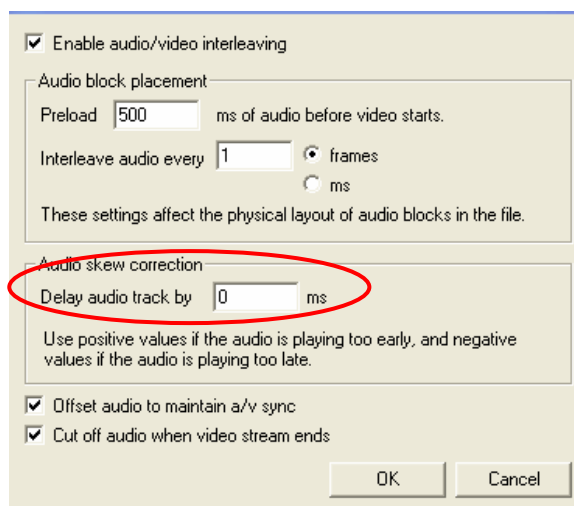 Enable audio/video interleaving
Audio block placement
Preload 500 ms of audio before video starts.
Interleave audio every 1 frames
ms
These settings affect the physical layout of audio blocks in the file.
Audio skew correction
Delay audio track by 0 ms
Use positive values if the audio is playing too early, and negative
values if the audio is playing too late.
Offset audio to maintain a/v sync
Cut off audio when video stream ends
OK Cancel